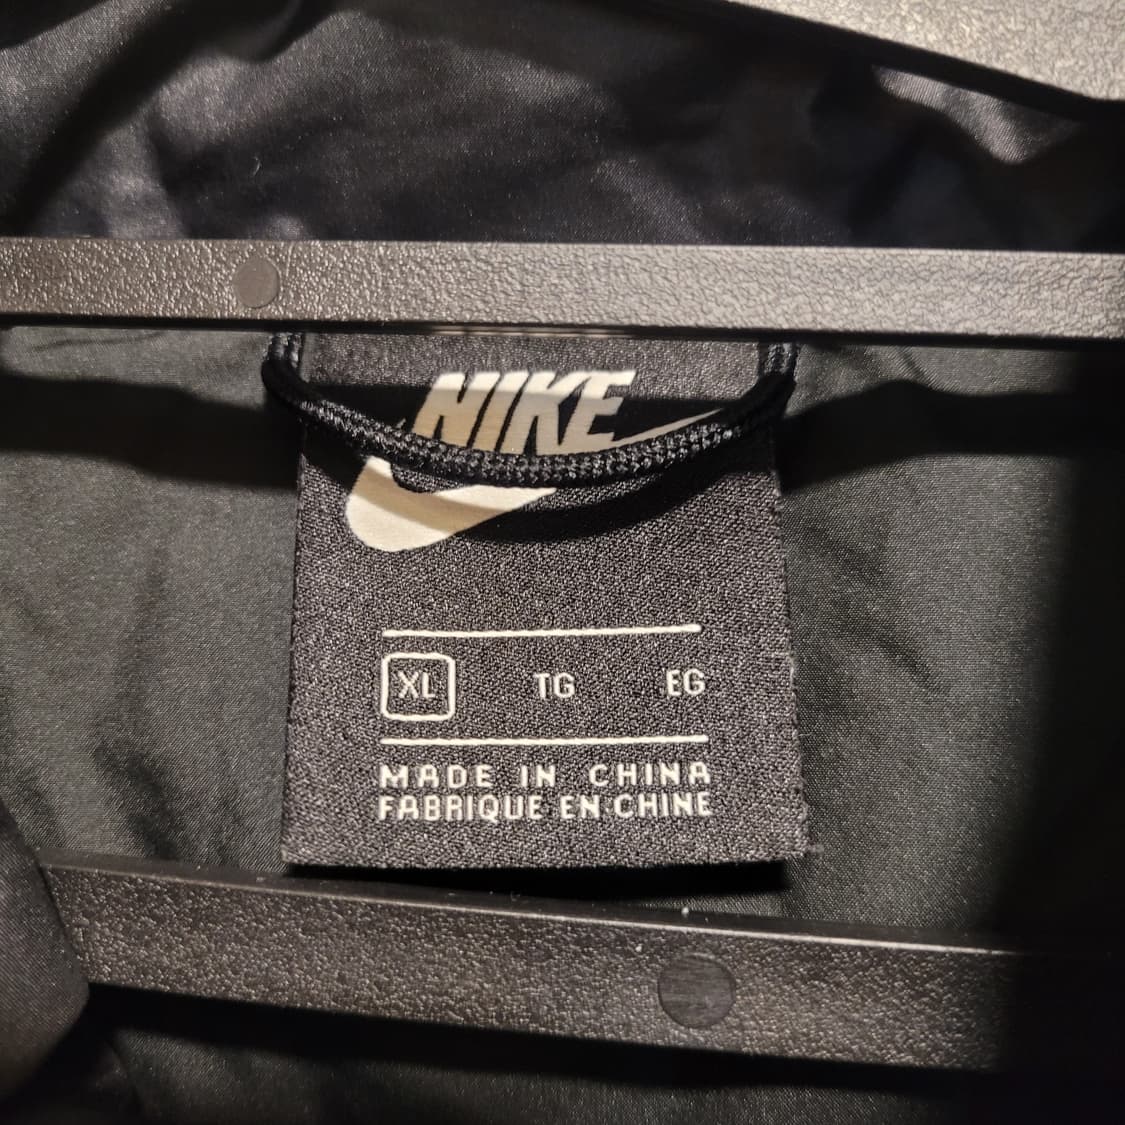 NIKE
XL TG EG
MADE IN CHINA
FABRIQUE EN CHINE